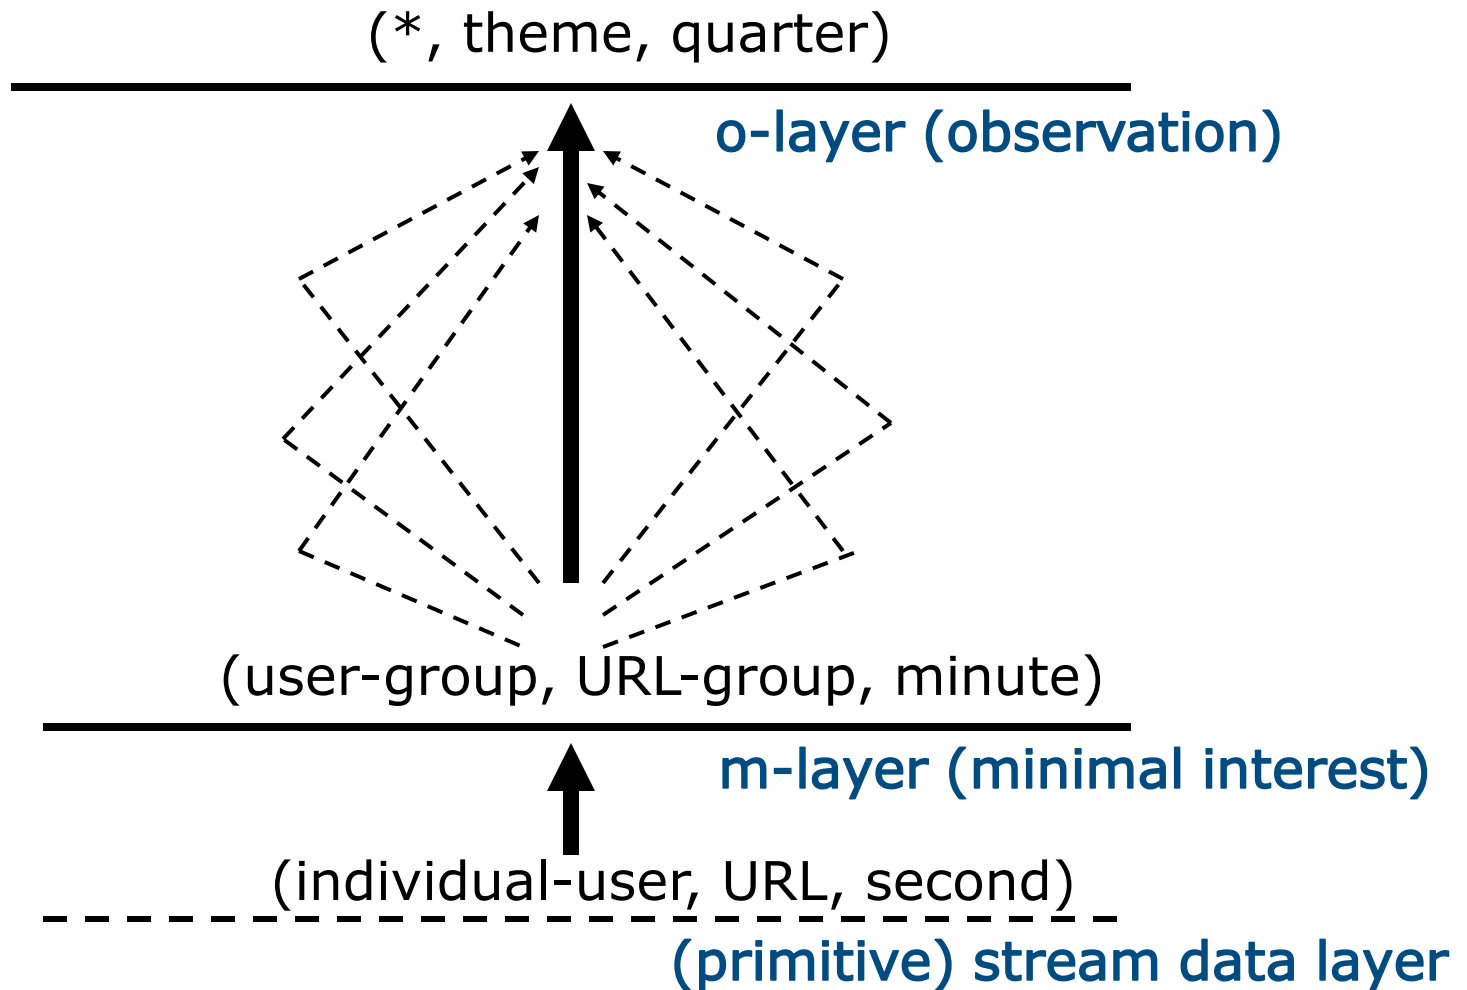 (*, theme, quarter)
o-layer (observation)
(user-group, URL-group, minute)
m-layer (minimal interest)
(individual-user, URL, second)
(primitive) stream data layer